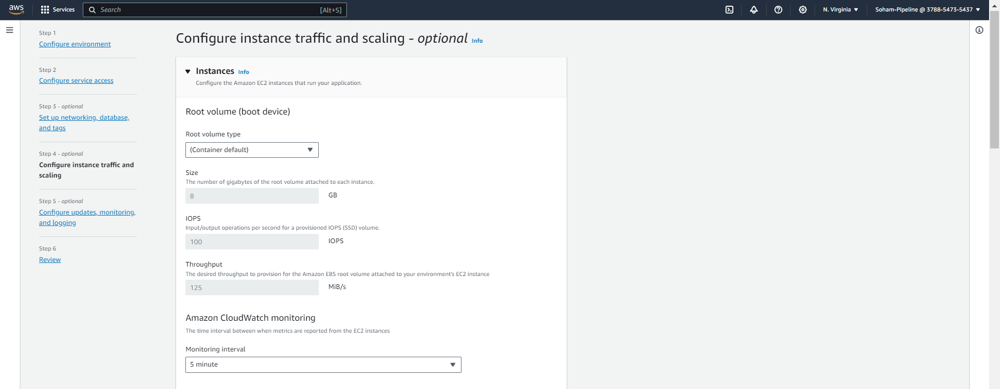 aws
Services
Search
[Alt+S]
N. Virginia
Soham-Pipeline @ 3788-5473-5437
Step 1
Configure environment
Step 2
Configure service access
Step 3 - optional
Set up networking, database,
and tags
Step 4 - optional
Configure instance traffic and
scaling
Step 5 - optional
Configure updates, monitoring,
and logging
Step 6
Review
Configure instance traffic and scaling - optional Info
Instances Info
Configure the Amazon EC2 instances that run your application.
Root volume (boot device)
Root volume type
(Container default)
Size
The number of gigabytes of the root volume attached to each instance.
8 GB
IOPS
Input/output operations per second for a provisioned IOPS (SSD) volume.
100 IOPS
Throughput
The desired throughput to provision for the Amazon EBS root volume attached to your environment's EC2 instance
125 MiB/s
Amazon CloudWatch monitoring
The time interval between when metrics are reported from the EC2 instances
Monitoring interval
5 minute